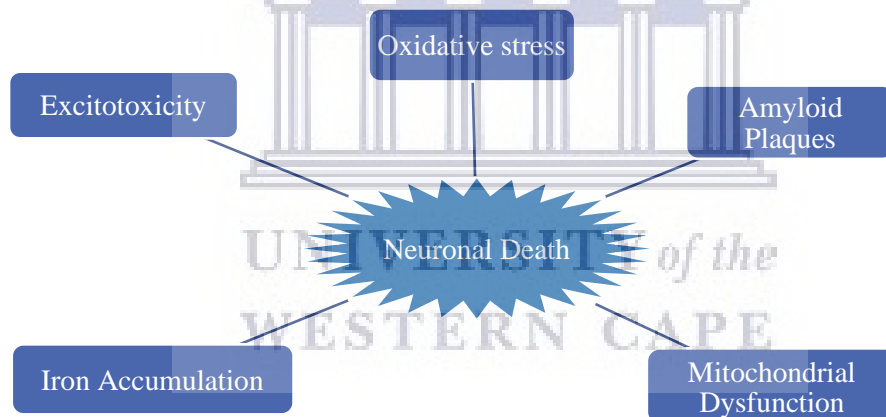 Oxidative stress
Excitotoxicity
Amyloid
Plaques
Neuronal Death
UNIVERSITY of the
WESTERN CAPE
Iron Accumulation
Mitochondrial
Dysfunction